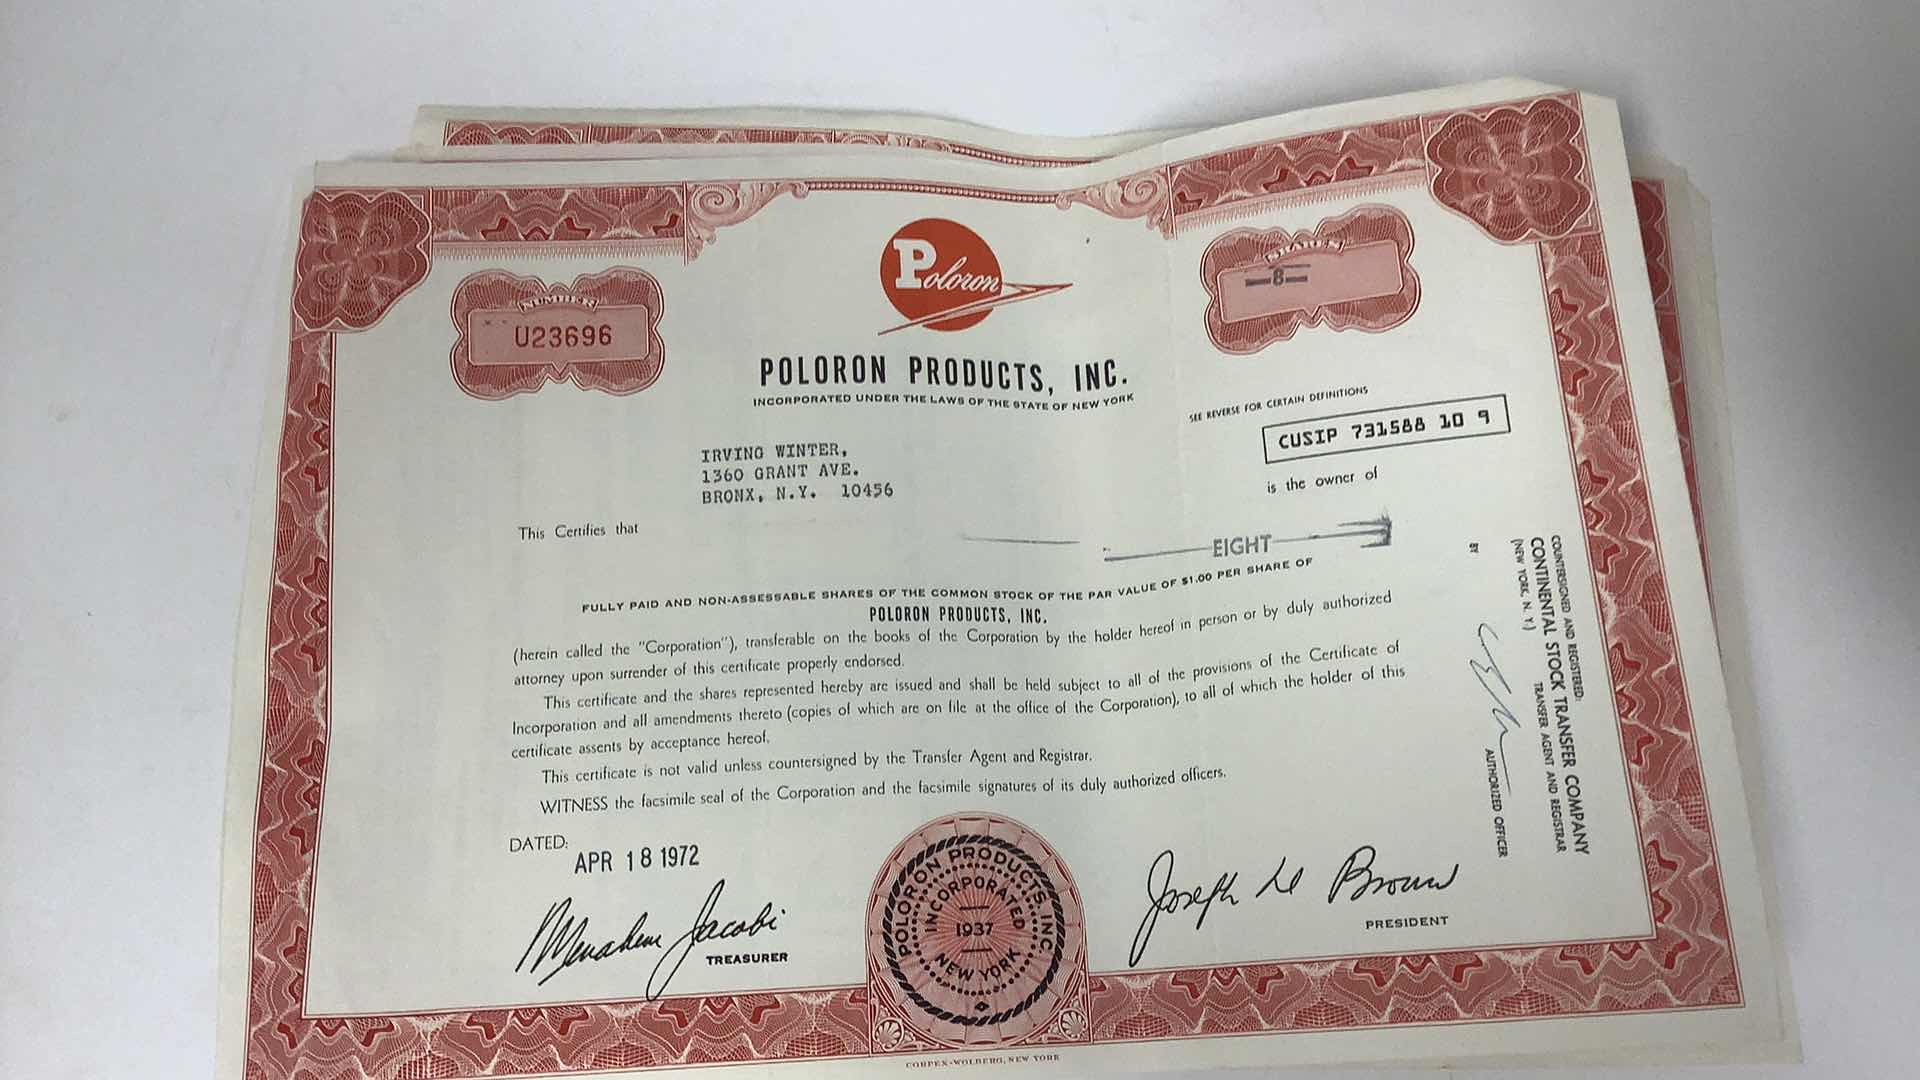 NUMBER
U23696
Poloron
SHARES
—8—
POLORON PRODUCTS, INC.
INCORPORATED UNDER THE LAWS OF THE STATE OF NEW YORK
SEE REVERSE FOR CERTAIN DEFINITIONS
CUSIP 731588 10 9
IRVING WINTER,
1360 GRANT AVE.
BRONX, N.Y. 10456
is the owner of
This Certifies that
EIGHT
FULLY PAID AND NON-ASSESSABLE SHARES OF THE COMMON STOCK OF THE PAR VALUE OF $1.00 PER SHARE OF
POLORON PRODUCTS, INC.
(herein called the "Corporation"), transferable on the books of the Corporation by the holder hereof in person or by duly authorized
attorney upon surrender of this certificate properly endorsed.
This certificate and the shares represented hereby are issued and shall be held subject to all of the provisions of the Certificate of
Incorporation and all amendments thereto (copies of which are on file at the office of the Corporation), to all of which the holder of this
certificate assents by acceptance hereof.
This certificate is not valid unless countersigned by the Transfer Agent and Registrar.
WITNESS the facsimile seal of the Corporation and the facsimile signatures of its duly authorized officers.
DATED:
APR 18 1972
Menahem Jacobi
TREASURER
POLORON PRODUCTS, INC.
INCORPORATED
1937
NEW YORK
Joseph Le Brown
PRESIDENT
COUNTERSIGNED AND REGISTERED:
CONTINENTAL STOCK TRANSFER COMPANY
(NEW YORK, N. Y.) TRANSFER AGENT AND REGISTRAR
BY
AUTHORIZED OFFICER
CORPEX-WOLBERG, NEW YORK